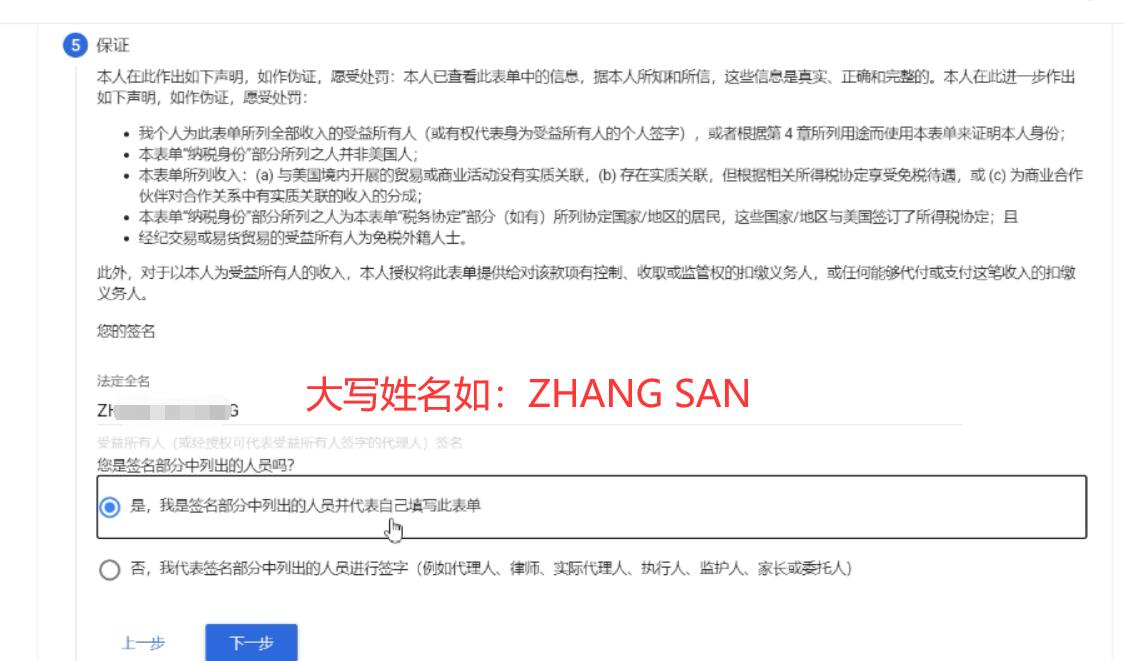 5 保证
本人在此作出如下声明，如作伪证，愿受处罚：本人已查看此表单中的信息，据本人所知和所信，这些信息是真实、正确和完整的。本人在此进一步作出
如下声明，如作伪证，愿受处罚：
• 我个人为此表单所列全部收入的受益所有人（或有权代表身为受益所有人的个人签字），或者根据第 4 章所列用途而使用本表单来证明本人身份；
• 本表单“纳税身份”部分所列之人并非美国人；
• 本表单所列收入：(a) 与美国境内开展的贸易或商业活动没有实质关联，(b) 存在实质关联，但根据相关所得税协定享受免税待遇，或 (c) 为商业合作
伙伴对合作关系中有实质关联的收入的分成；
• 本表单“纳税身份”部分所列之人为本表单“税务协定”部分（如有）所列协定国家/地区的居民，这些国家/地区与美国签订了所得税协定；且
• 经纪交易或易货贸易的受益所有人为免税外籍人士。
此外，对于以本人为受益所有人的收入，本人授权将此表单提供给对该款项有控制、收取或监管权的扣缴义务人，或任何能够代付或支付这笔收入的扣缴
义务人。
您的签名
法定全名
大写姓名如：ZHANG SAN
ZH G
受益所有人（或经授权可代表受益所有人签字的代理人）签名
您是签名部分中列出的人员吗？
是，我是签名部分中列出的人员并代表自己填写此表单
否，我代表签名部分中列出的人员进行签字（例如代理人、律师、实际代理人、执行人、监护人、家长或委托人）
上一步 下一步